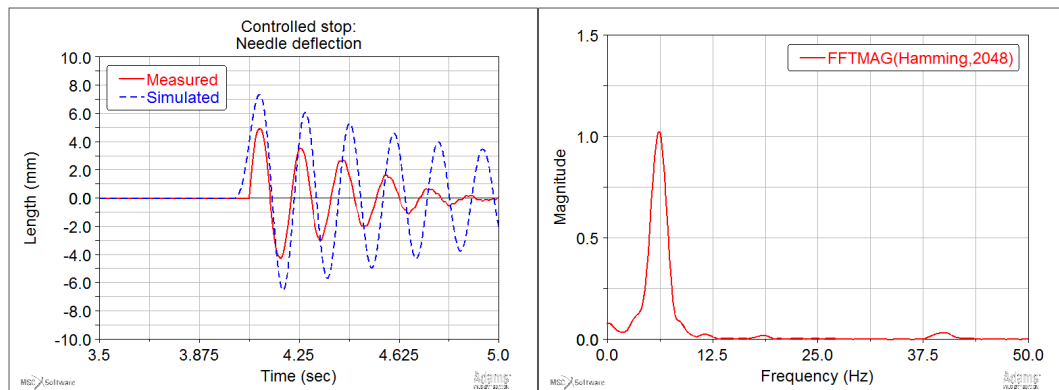 Controlled stop:
Needle deflection
10.0
8.0
6.0
4.0
2.0
0.0
-2.0
-4.0
-6.0
-8.0
-10.0
Length (mm)
Measured
Simulated
3.5
3.875
4.25
4.625
5.0
Time (sec)
MSC Software
Adams
1.5
1.0
0.5
0.0
Magnitude
FFTMAG(Hamming,2048)
0.0
12.5
25.0
37.5
50.0
Frequency (Hz)
MSC Software
Adams